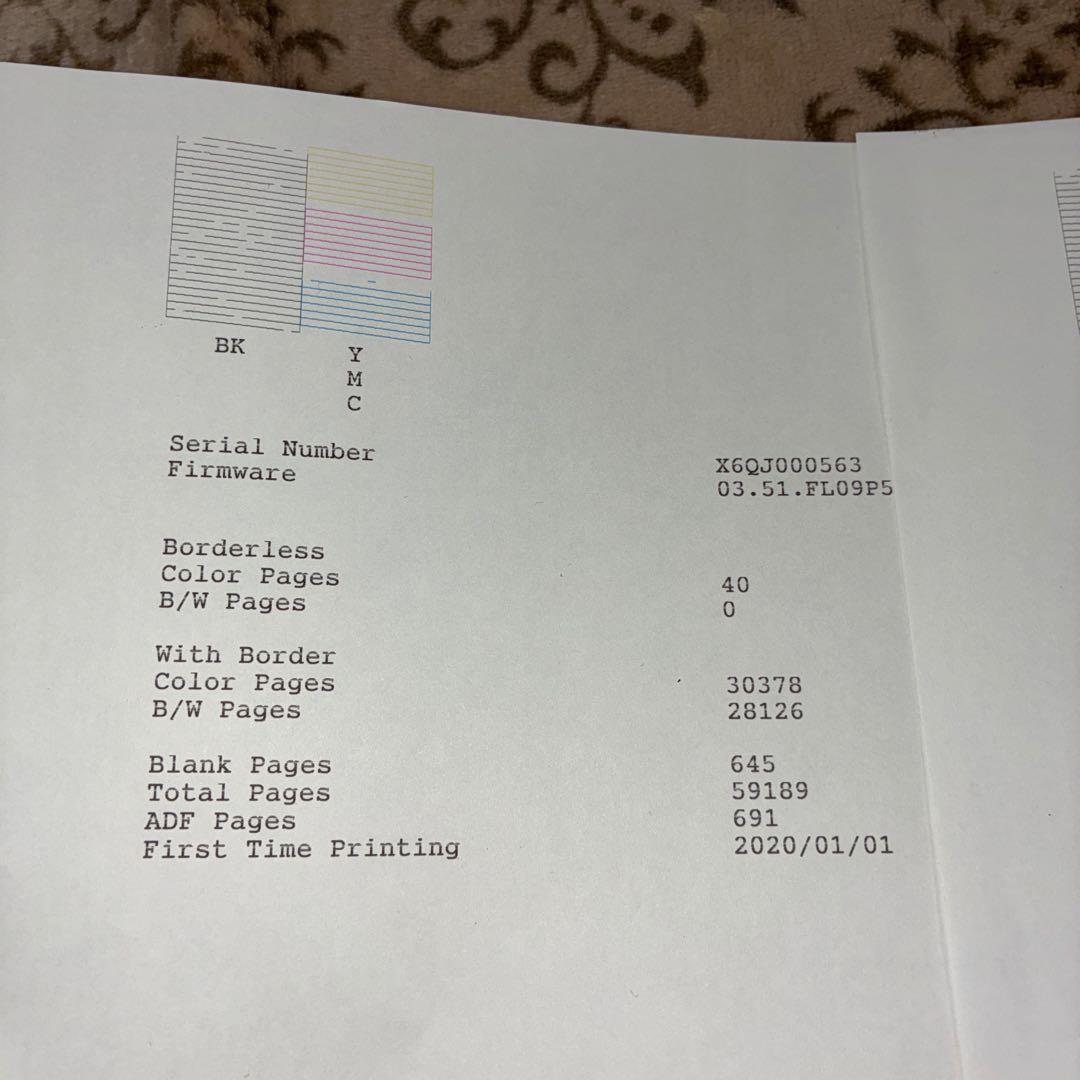 BK
Y
M
C
Serial Number X6QJ000563
Firmware 03.51.FL09P5
Borderless
Color Pages 40
B/W Pages 0
With Border
Color Pages 30378
B/W Pages 28126
Blank Pages 645
Total Pages 59189
ADF Pages 691
First Time Printing 2020/01/01